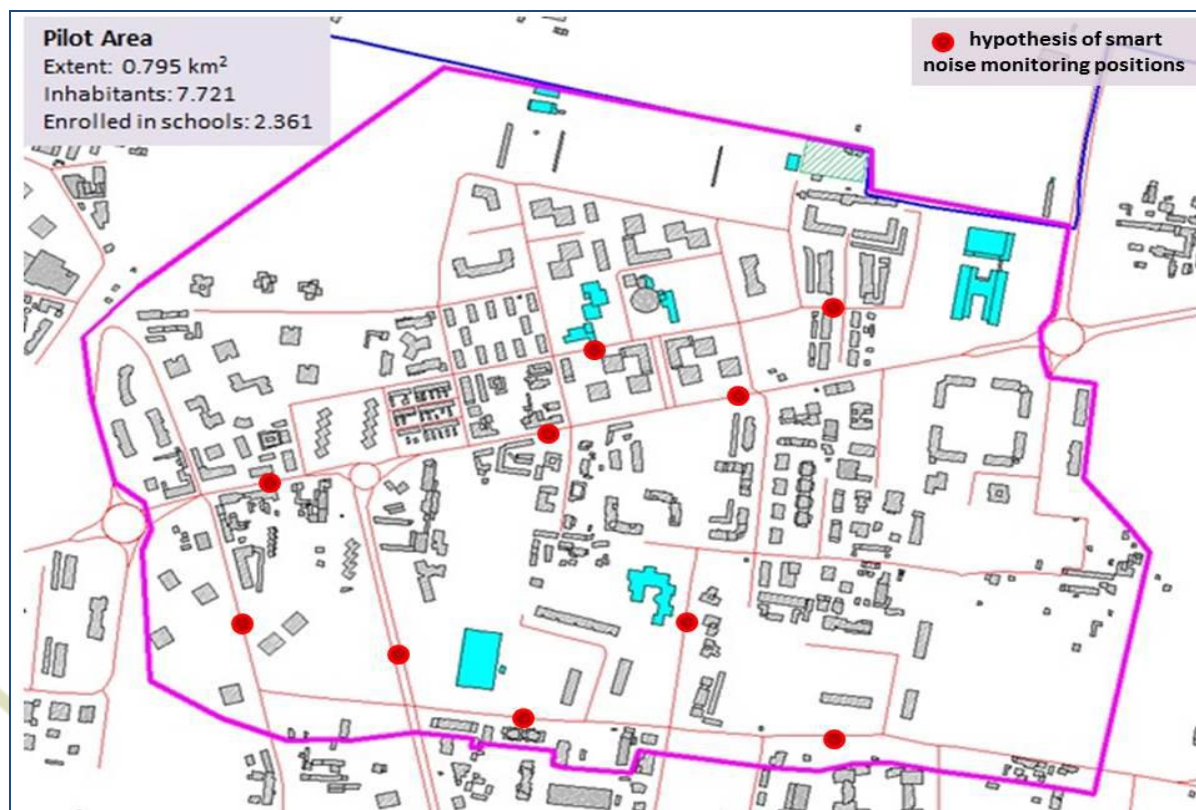 Pilot Area
Extent: 0.795 km²
Inhabitants: 7.721
Enrolled in schools: 2.361
hypothesis of smart
noise monitoring positions